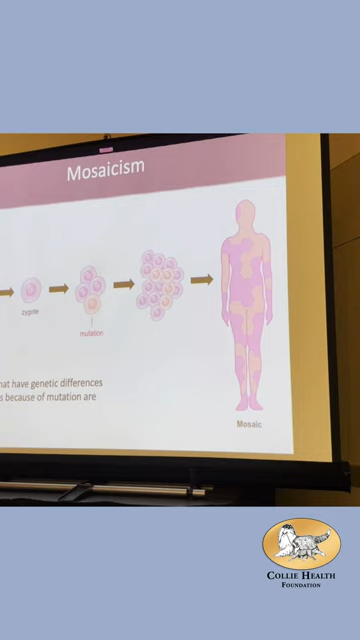 Mosaicism
zygote
mutation
hat have genetic differences
s because of mutation are
Mosaic
COLLIE HEALTH
FOUNDATION